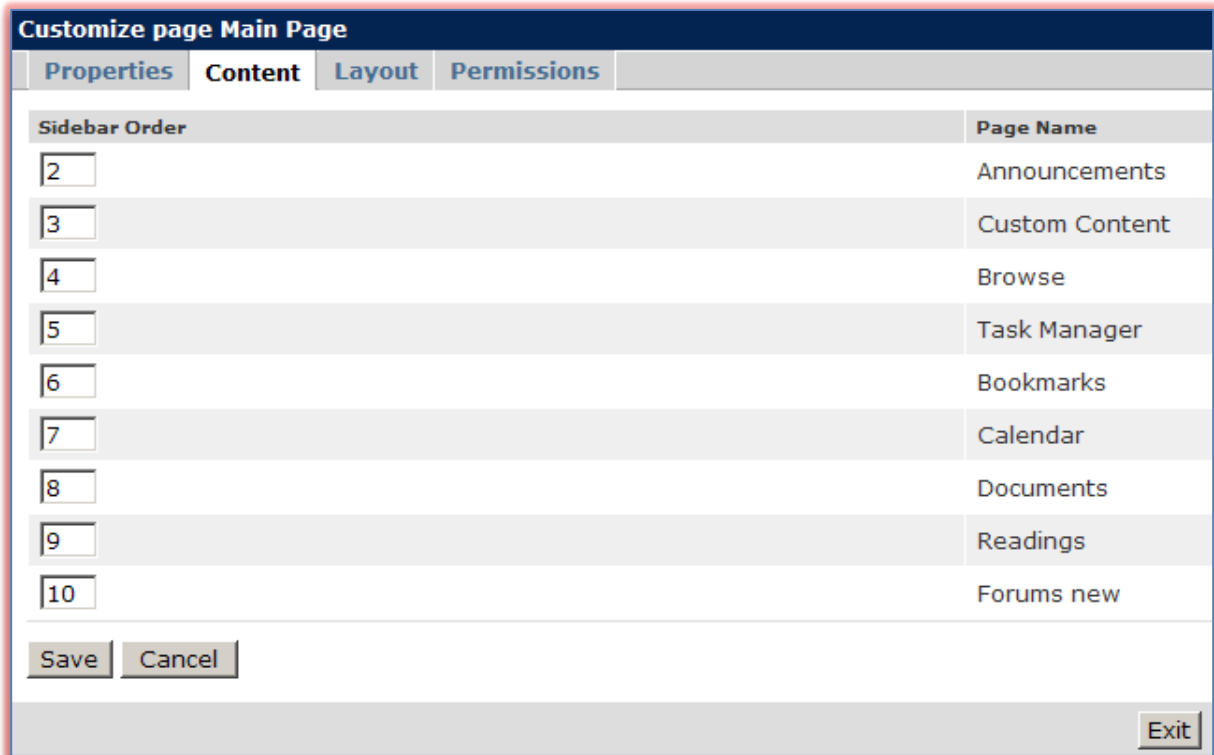 Customize page Main Page
Properties Content Layout Permissions
Sidebar Order Page Name
2 Announcements
3 Custom Content
4 Browse
5 Task Manager
6 Bookmarks
7 Calendar
8 Documents
9 Readings
10 Forums new
Save Cancel
Exit